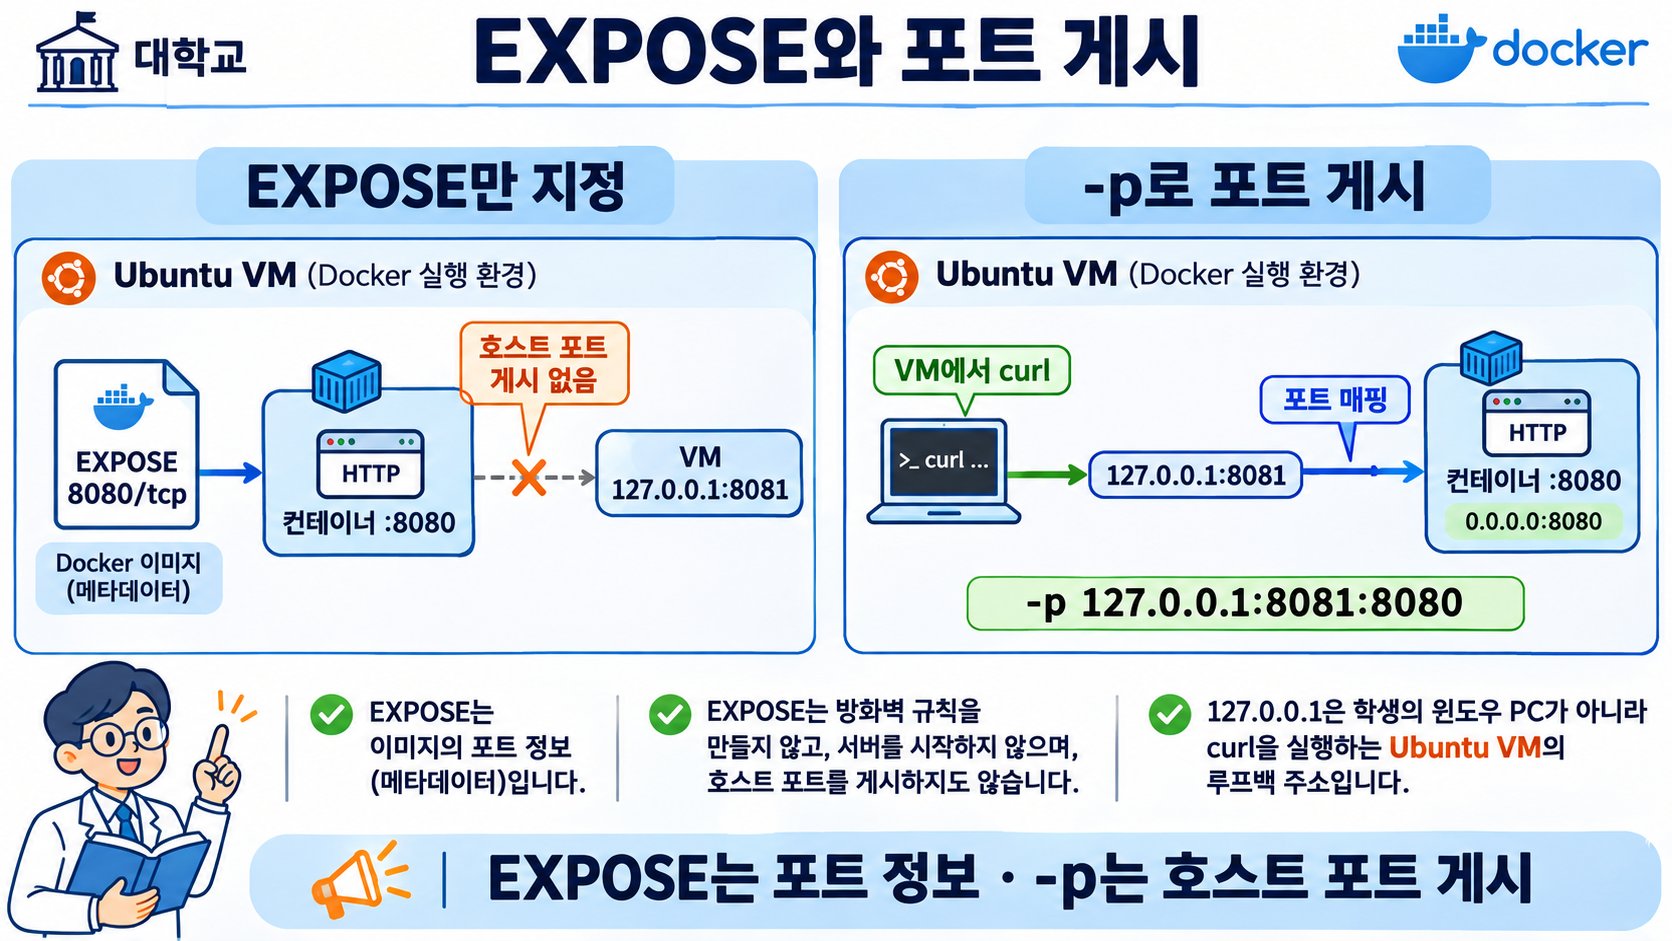 대학교
EXPOSE와 포트 게시
docker
EXPOSE만 지정
Ubuntu VM (Docker 실행 환경)
호스트 포트
게시 없음
EXPOSE
8080/tcp
Docker 이미지
(메타데이터)
HTTP
컨테이너 :8080
VM
127.0.0.1:8081
-p로 포트 게시
Ubuntu VM (Docker 실행 환경)
VM에서 curl
>_ curl ...
127.0.0.1:8081
포트 매핑
HTTP
컨테이너 :8080
0.0.0.0:8080
-p 127.0.0.1:8081:8080
EXPOSE는
이미지의 포트 정보
(메타데이터)입니다.
EXPOSE는 방화벽 규칙을
만들지 않고, 서버를 시작하지 않으며,
호스트 포트를 게시하지도 않습니다.
127.0.0.1은 학생의 윈도우 PC가 아니라
curl을 실행하는 Ubuntu VM의
루프백 주소입니다.
EXPOSE는 포트 정보 · -p는 호스트 포트 게시